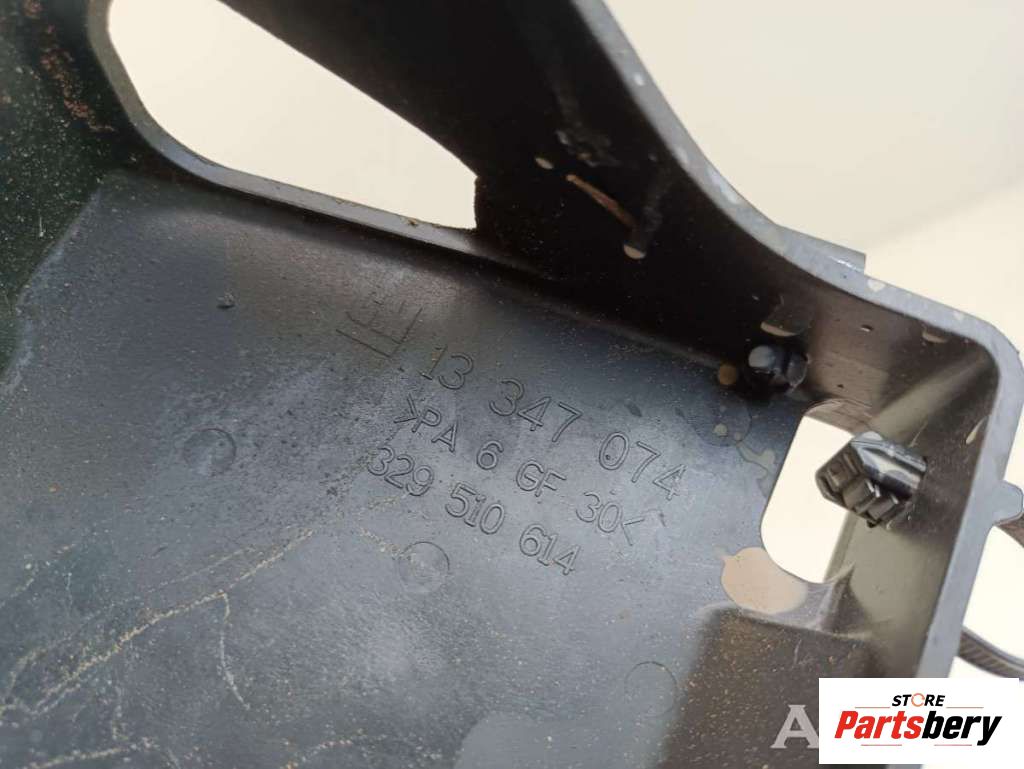 13 347 074
>PA 6 GF 30<
329 510 614
STORE
Partsbery